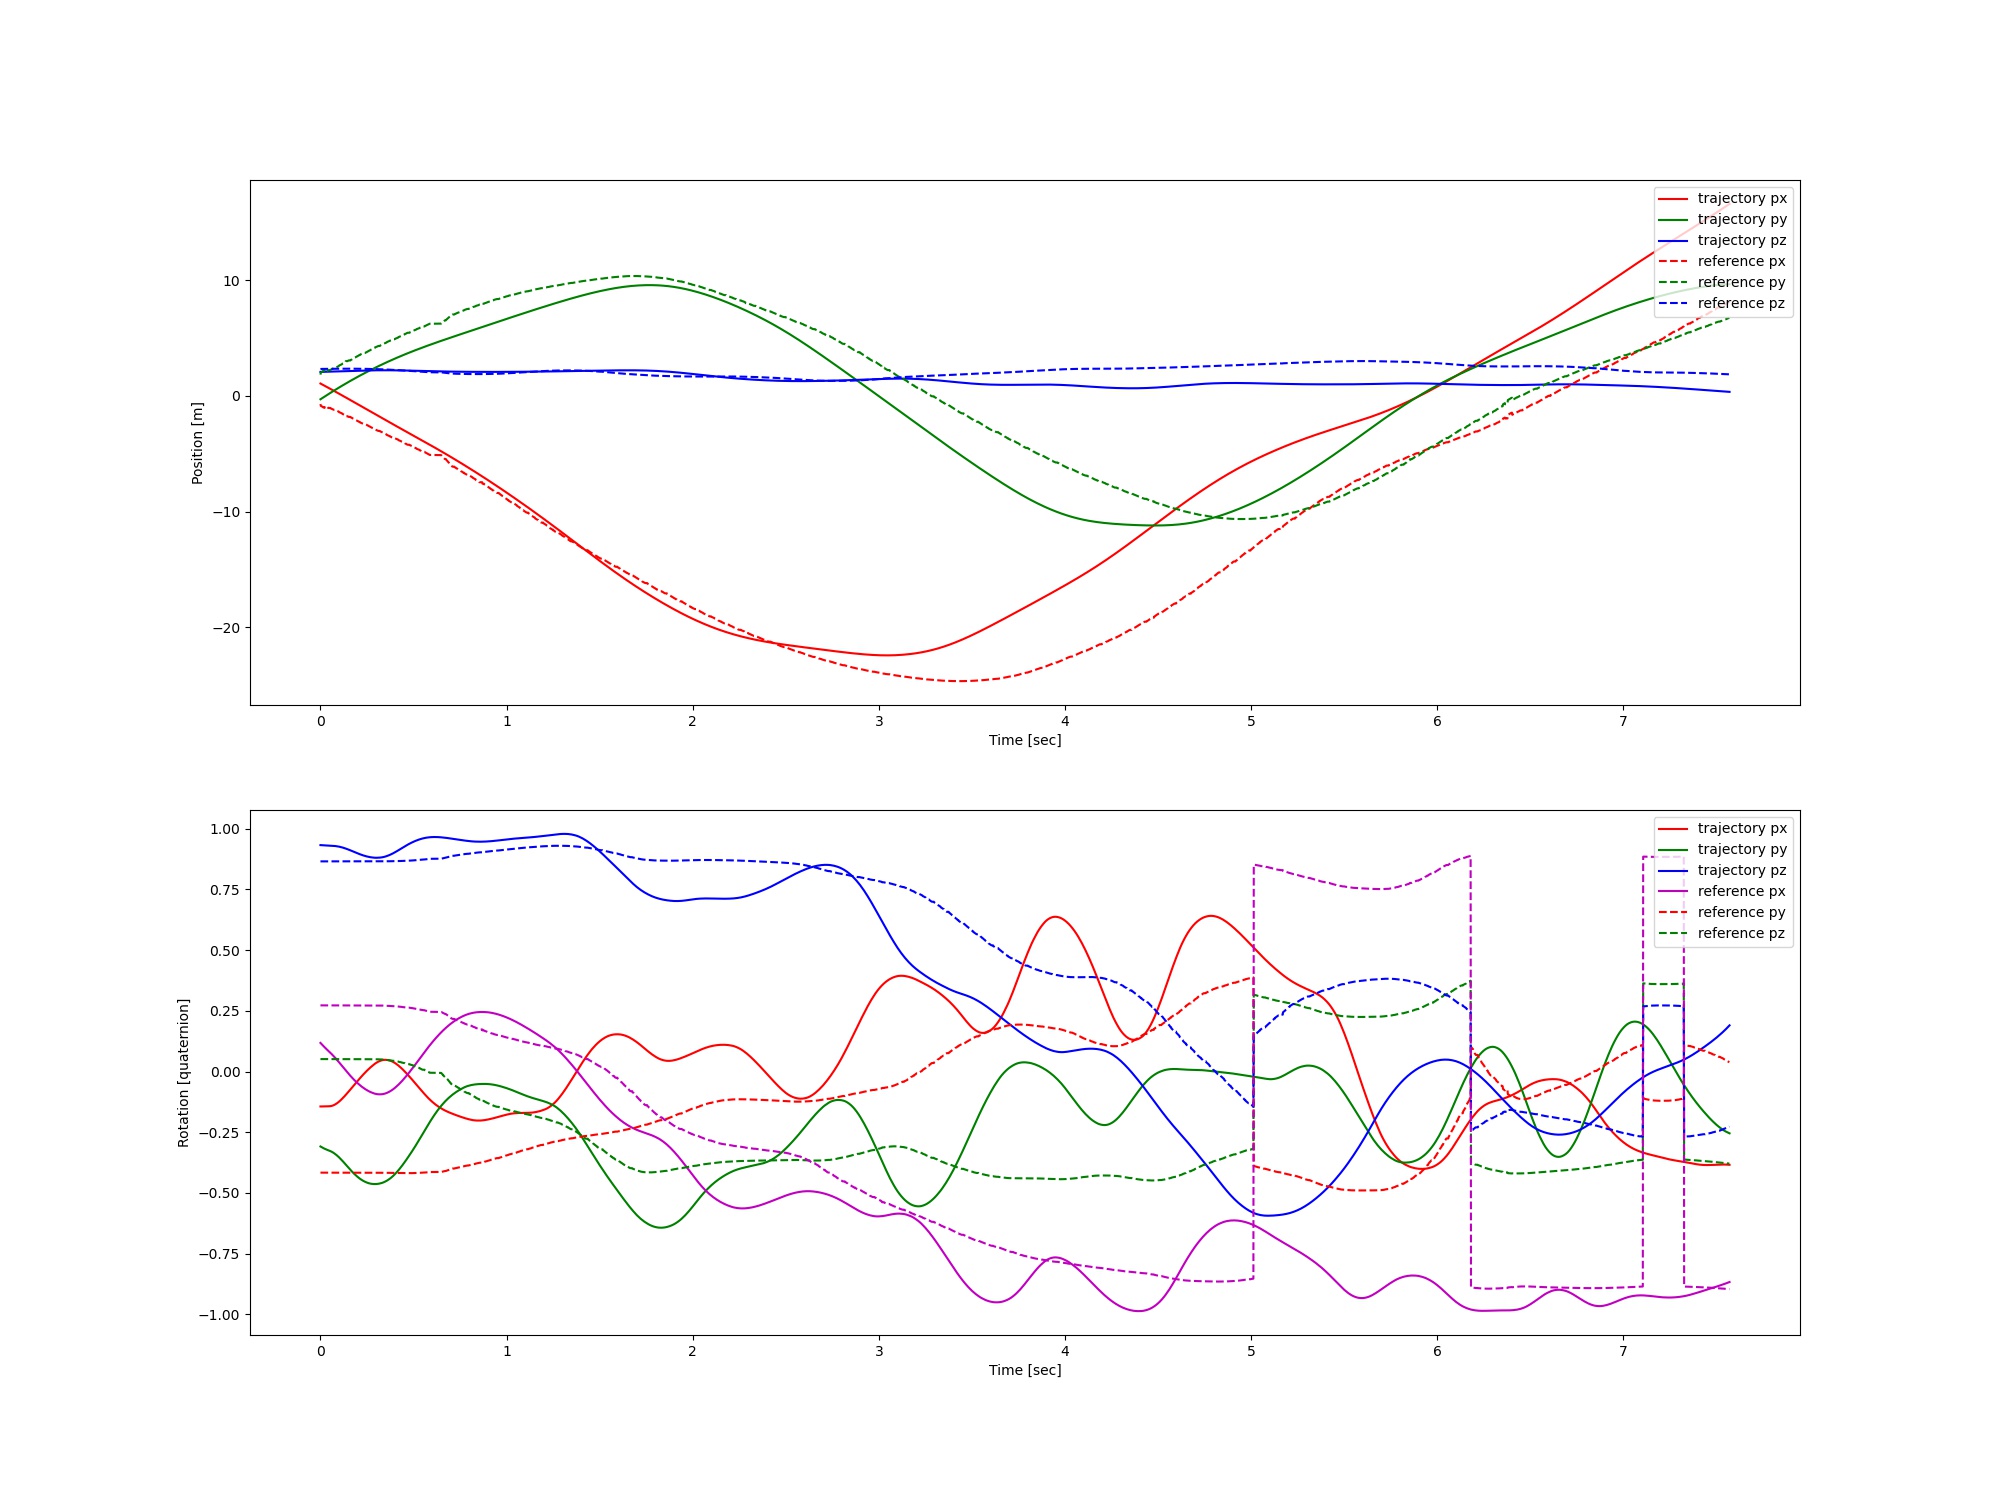 trajectory px
trajectory py
trajectory pz
reference px
reference py
reference pz
10
0
−10
−20
Position [m]
0 1 2 3 4 5 6 7
Time [sec]
trajectory px
trajectory py
trajectory pz
reference px
reference py
reference pz
1.00
0.75
0.50
0.25
0.00
−0.25
−0.50
−0.75
−1.00
Rotation [quaternion]
0 1 2 3 4 5 6 7
Time [sec]